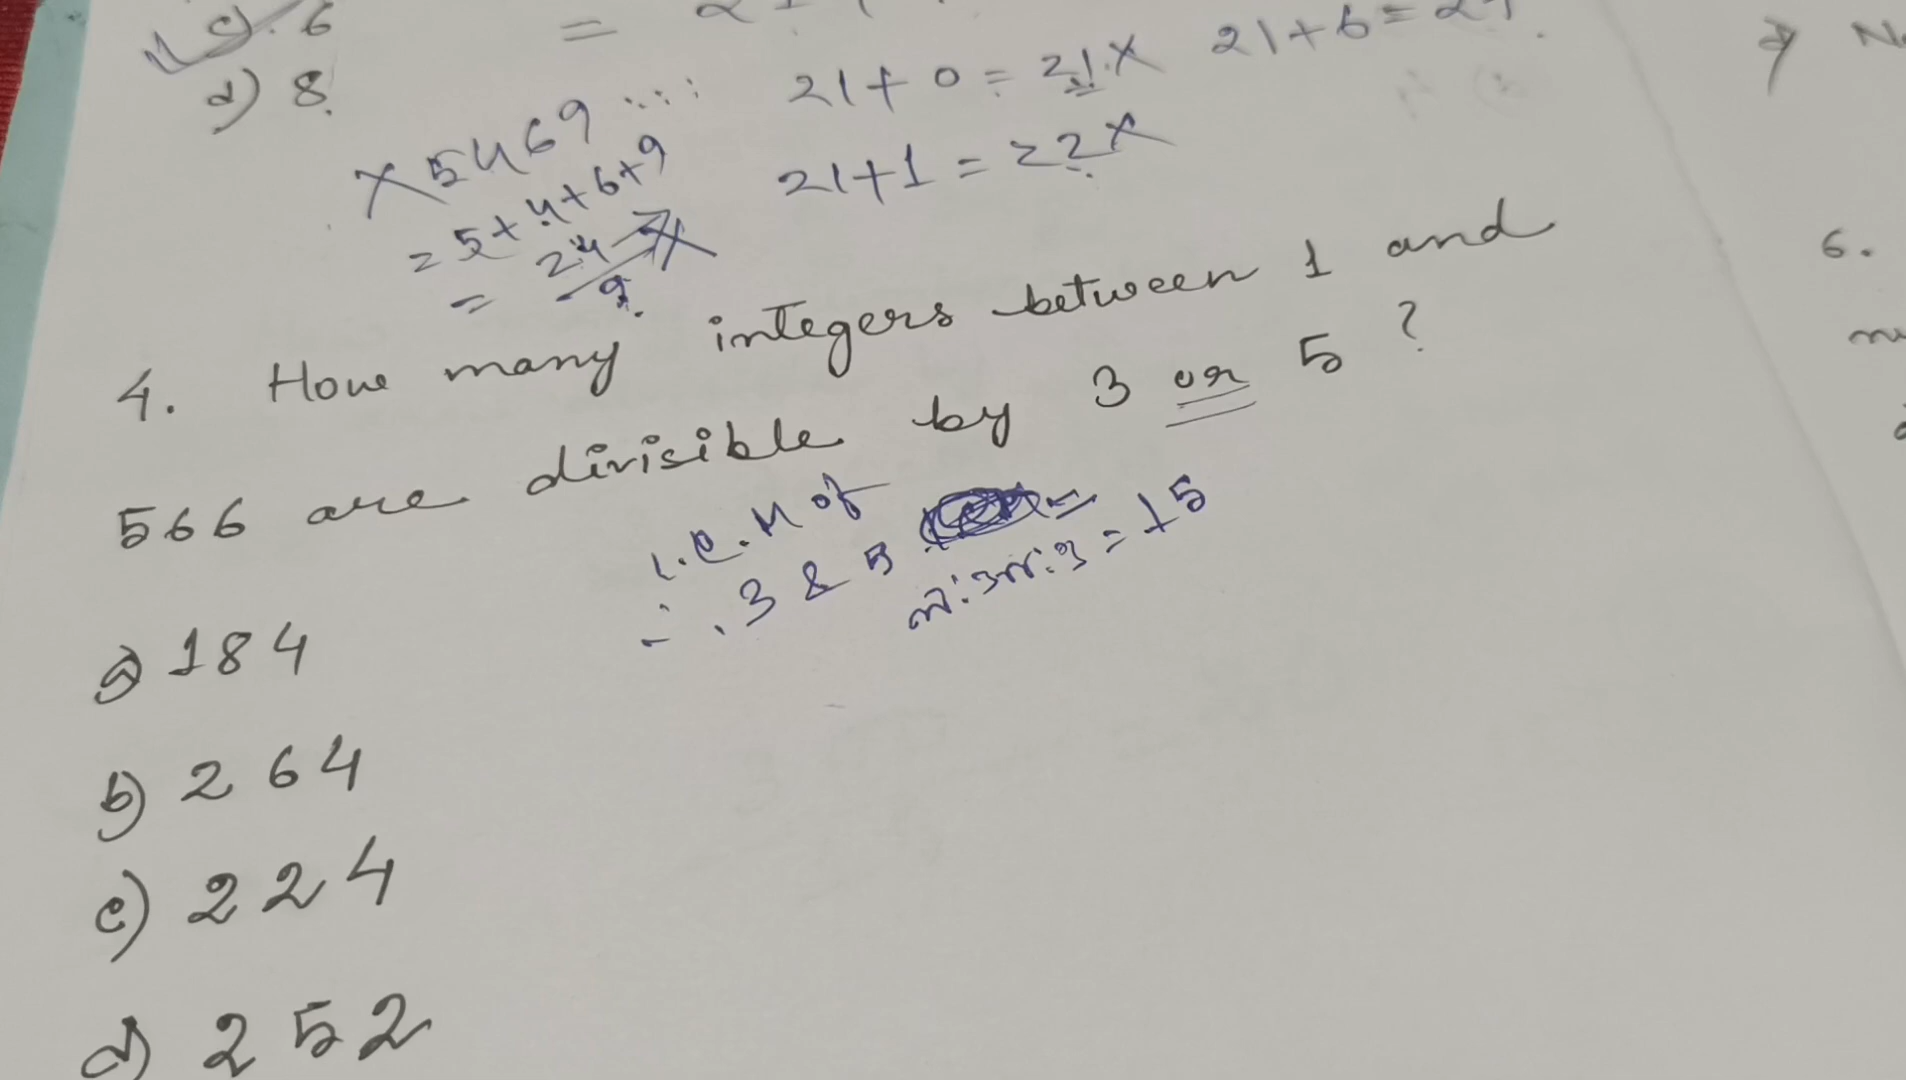 c) 6
d) 8
=
21+0 = 21 ×
21+6 = 27
× 5469
= 5+4+6+9
= 24/9 ×
21+1 = 22 ×
4. How many integers between 1 and
566 are divisible by 3 or 5 ?
L.C.M of
∴ 3 & 5
= 15
a) 184
b) 264
c) 224
d) 252
6.